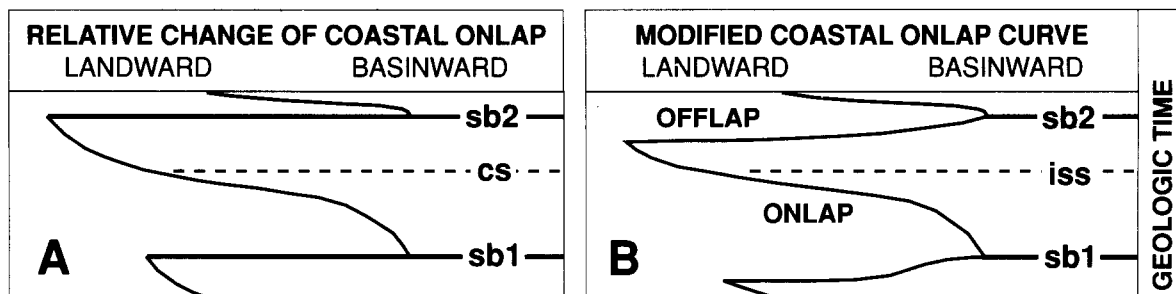 RELATIVE CHANGE OF COASTAL ONLAP
LANDWARD BASINWARD
sb2
cs
sb1
A
MODIFIED COASTAL ONLAP CURVE
LANDWARD BASINWARD
OFFLAP
sb2
iss
ONLAP
sb1
B
GEOLOGIC TIME